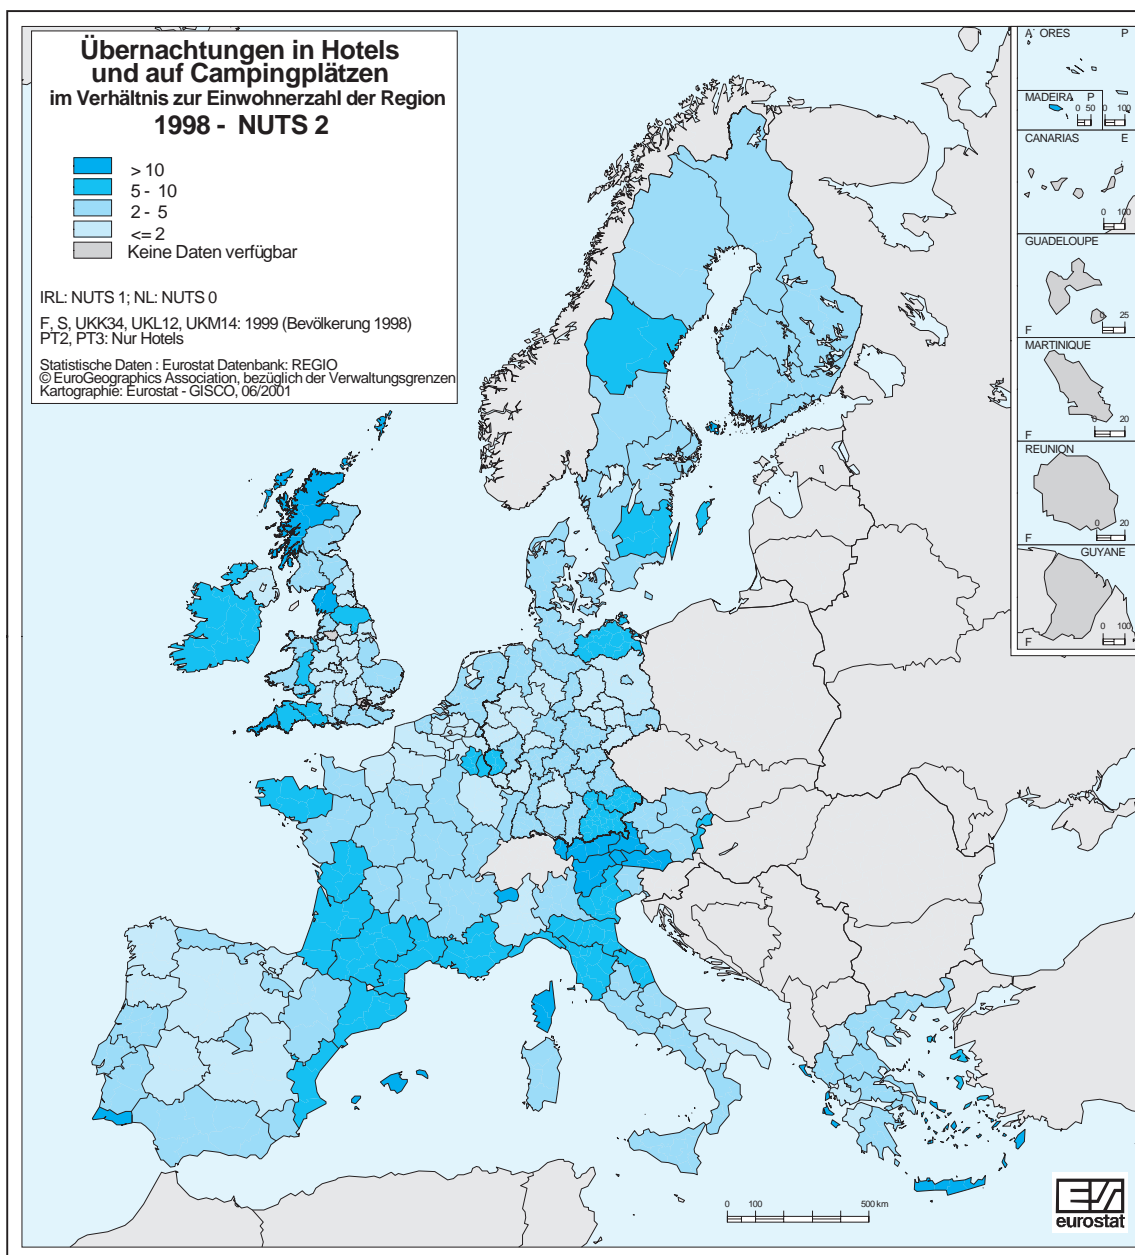 Übernachtungen in Hotels
und auf Campingplätzen
im Verhältnis zur Einwohnerzahl der Region
1998 - NUTS 2
> 10
5 - 10
2 - 5
<= 2
Keine Daten verfügbar
IRL: NUTS 1; NL: NUTS 0
F, S, UKK34, UKL12, UKM14: 1999 (Bevölkerung 1998)
PT2, PT3: Nur Hotels
Statistische Daten : Eurostat Datenbank: REGIO
© EuroGeographics Association, bezüglich der Verwaltungsgrenzen
Kartographie: Eurostat - GISCO, 06/2001
A´ORES P
MADEIRA P
0 50 0 100
CANARIAS E
0 100
GUADELOUPE
25
F
MARTINIQUE
0 20
F
REUNION
0 20
F
GUYANE
0 100
F
0 100 500 km
eurostat